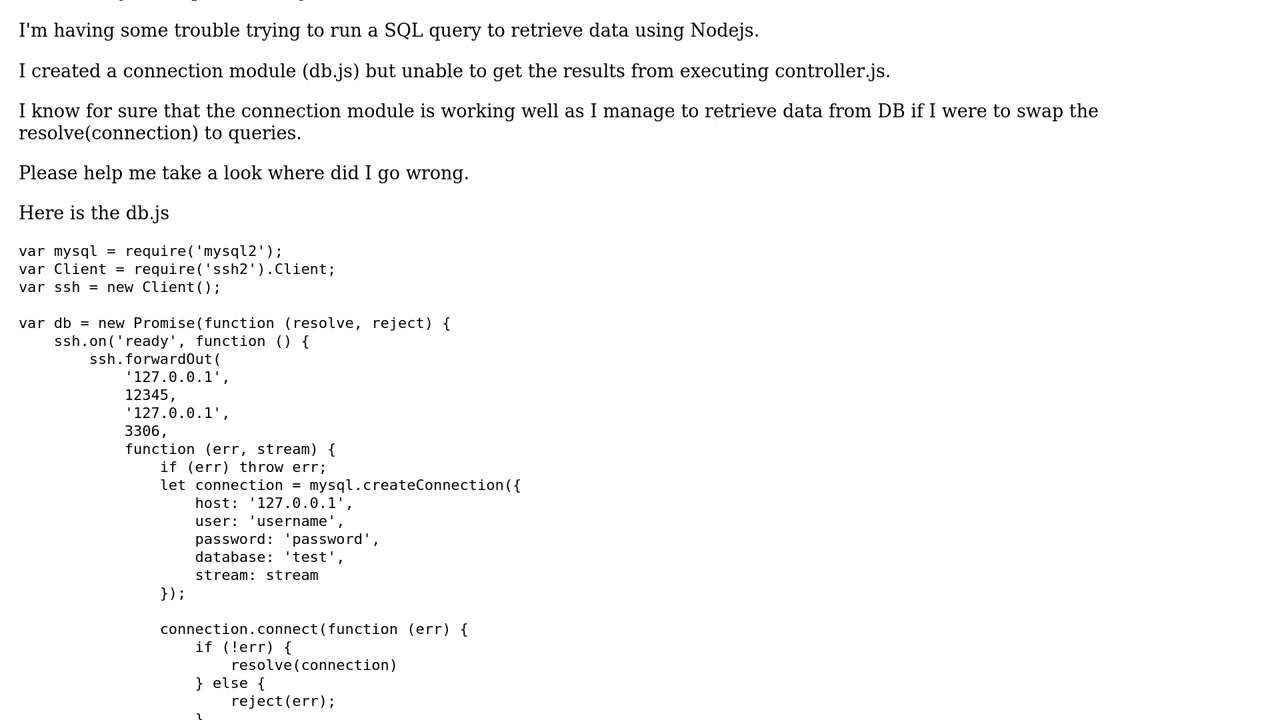 I'm having some trouble trying to run a SQL query to retrieve data using Nodejs.
I created a connection module (db.js) but unable to get the results from executing controller.js.
I know for sure that the connection module is working well as I manage to retrieve data from DB if I were to swap the
resolve(connection) to queries.
Please help me take a look where did I go wrong.
Here is the db.js
var mysql = require('mysql2');
var Client = require('ssh2').Client;
var ssh = new Client();

var db = new Promise(function (resolve, reject) {
    ssh.on('ready', function () {
        ssh.forwardOut(
            '127.0.0.1',
            12345,
            '127.0.0.1',
            3306,
            function (err, stream) {
                if (err) throw err;
                let connection = mysql.createConnection({
                    host: '127.0.0.1',
                    user: 'username',
                    password: 'password',
                    database: 'test',
                    stream: stream
                });

                connection.connect(function (err) {
                    if (!err) {
                        resolve(connection)
                    } else {
                        reject(err);
                    }